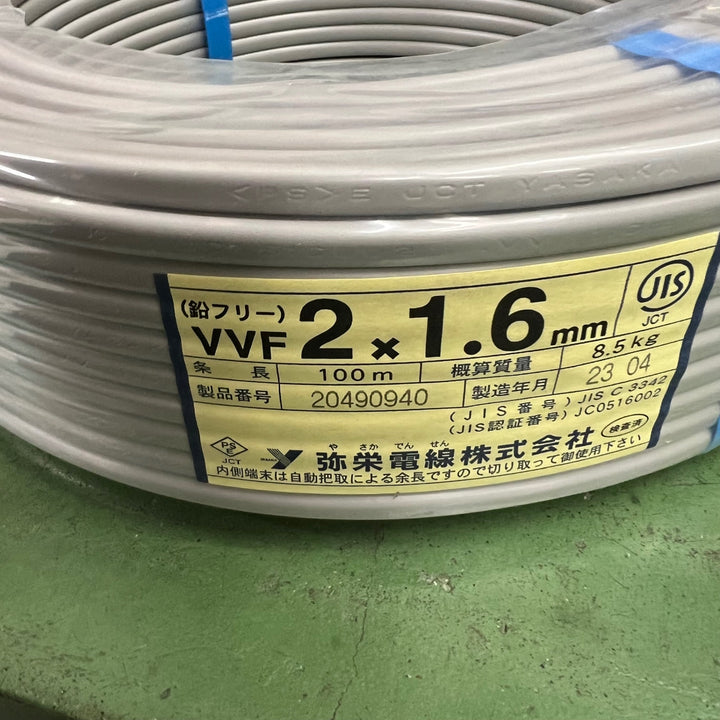 <PS>E JCT YASAKA
(鉛フリー)
VVF 2×1.6mm
JIS
JCT
条長 100m 概算質量 8.5kg
製品番号 20490940 製造年月 23 04
(JIS番号) JIS C 3342
(JIS認証番号) JC0516002
PSE
JCT
やさかでんせん
弥栄電線株式会社
検査済
内側端末は自動把取による余長ですので切り取って御使用下さい